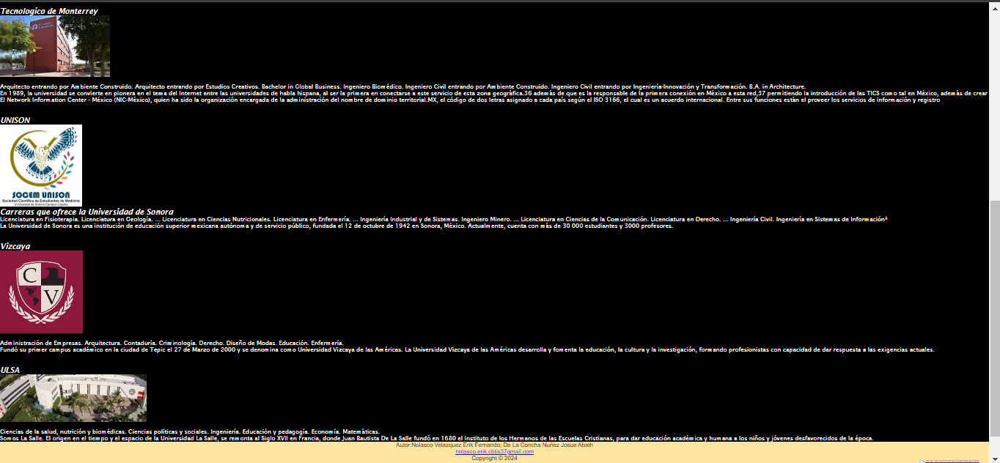 Tecnologico de Monterrey
Arquitecto entrando por Ambiente Construido. Arquitecto entrando por Estudios Creativos. Bachelor in Global Business. Ingeniero Biomédico. Ingeniero Civil entrando por Ambiente Construido. Ingeniero Civil entrando por Ingeniería-Innovación y Transformación. B.A. in Architecture.
En 1989, la universidad se convierte en pionera en el tema del Internet entre las universidades de habla hispana, al ser la primera en conectarse a este servicio de esta zona geográfica.36 además de que es la responsable de la primera conexión en México a esta red,37 permitiendo la introducción de las TICS como tal en México, además de crear
El Network Information Center - México (NIC-México), quien ha sido la organización encargada de la administración del nombre de dominio territorial.MX, el código de dos letras asignado a cada país según el ISO 3166, el cual es un acuerdo internacional. Entre sus funciones están el proveer los servicios de información y registro
UNISON
SOCEM UNISON
Sociedad Científica de Estudiantes de Medicina
Universidad de Sonora Campus Cajeme
Carreras que ofrece la Universidad de Sonora
Licenciatura en Fisioterapia. Licenciatura en Geología. ... Licenciatura en Ciencias Nutricionales. Licenciatura en Enfermería. ... Ingeniería Industrial y de Sistemas. Ingeniero Minero. ... Licenciatura en Ciencias de la Comunicación. Licenciatura en Derecho. ... Ingeniería Civil. Ingeniería en Sistemas de Información
La Universidad de Sonora es una institución de educación superior mexicana autónoma y de servicio público, fundada el 12 de octubre de 1942 en Sonora, México. Actualmente, cuenta con más de 30 000 estudiantes y 3000 profesores.
Vizcaya
C
V
Administración de Empresas. Arquitectura. Contaduría. Criminología. Derecho. Diseño de Modas. Educación. Enfermería.
Fundó su primer campus académico en la ciudad de Tepic el 27 de Marzo de 2000 y se denomina como Universidad Vizcaya de las Américas. La Universidad Vizcaya de las Américas desarrolla y fomenta la educación, la cultura y la investigación, formando profesionistas con capacidad de dar respuesta a las exigencias actuales.
ULSA
Ciencias de la salud, nutrición y biomédicas. Ciencias políticas y sociales. Ingeniería. Educación y pedagogía. Economía. Matemáticas.
Somos La Salle. El origen en el tiempo y el espacio de la Universidad La Salle, se remonta al Siglo XVII en Francia, donde Juan Bautista De La Salle fundó en 1680 el Instituto de los Hermanos de las Escuelas Cristianas, para dar educación académica y humana a los niños y jóvenes desfavorecidos de la época.
Autor:Nolasco Velazquez Erik Fernando; De La Concha Nuñez Josue Abath
nolasco.erik.cbtis37gmail.com
Copyright © 2024